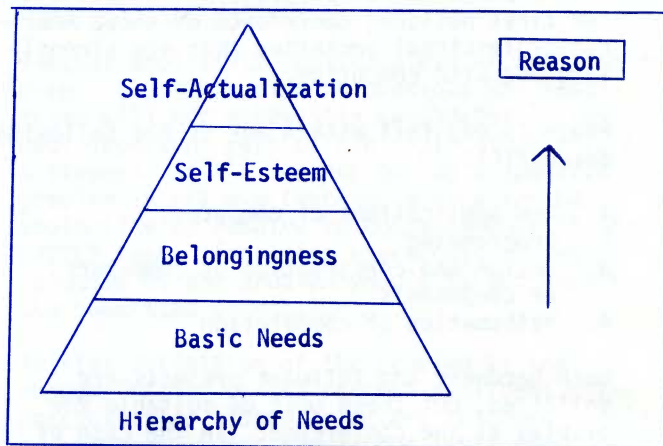 Reason
Self-Actualization
Self-Esteem
Belongingness
Basic Needs
Hierarchy of Needs